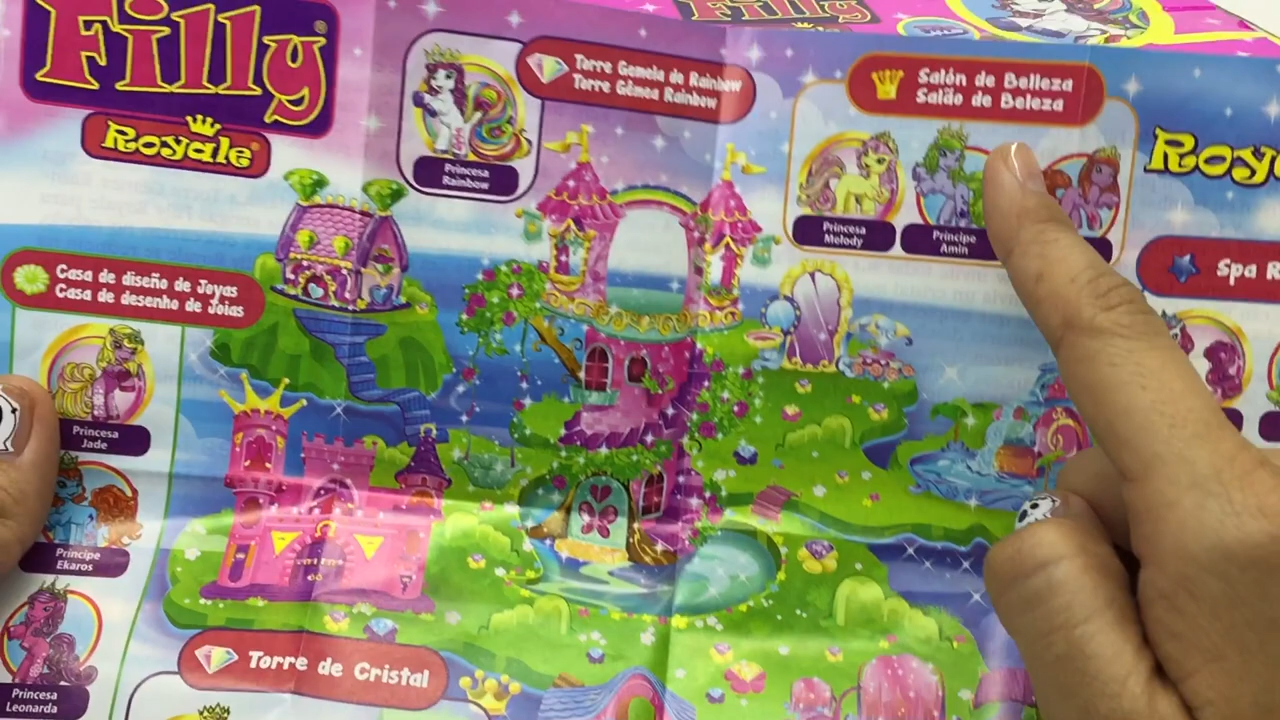 Filly
Filly
Royale
Princesa
Rainbow
Torre Gemela de Rainbow
Torre Gêmea Rainbow
Salón de Belleza
Salão de Beleza
Princesa
Melody
Príncipe
Amin
Roy
Spa R
Casa de diseño de Joyas
Casa de desenho de Joias
Princesa
Jade
Príncipe
Ekaros
Princesa
Leonarda
Torre de Cristal